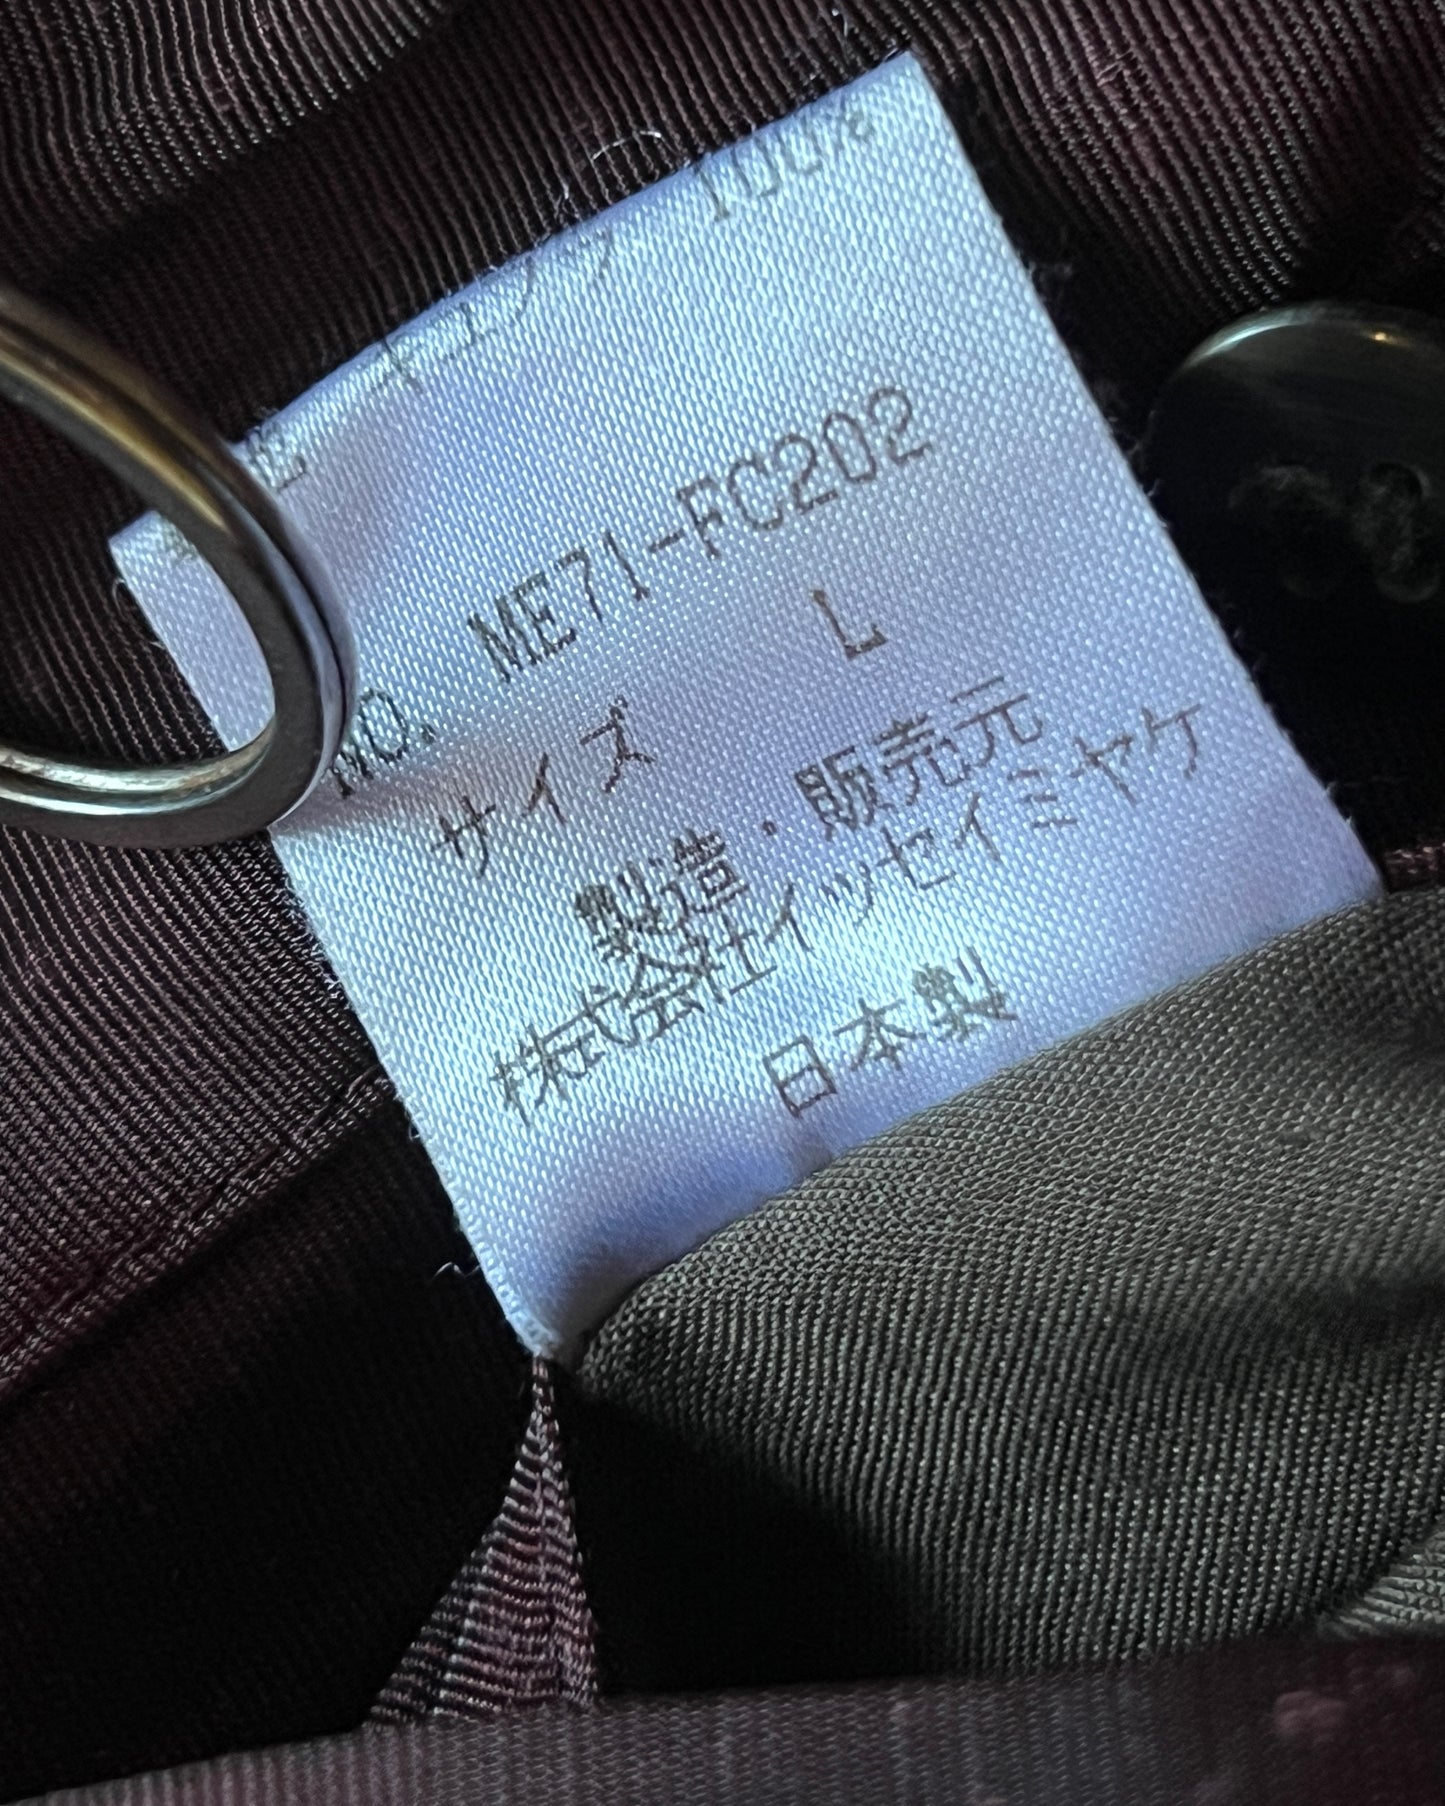 100%
NO. ME71-FC202
サイズ L
製造・販売元
株式会社イッセイミヤケ
日本製